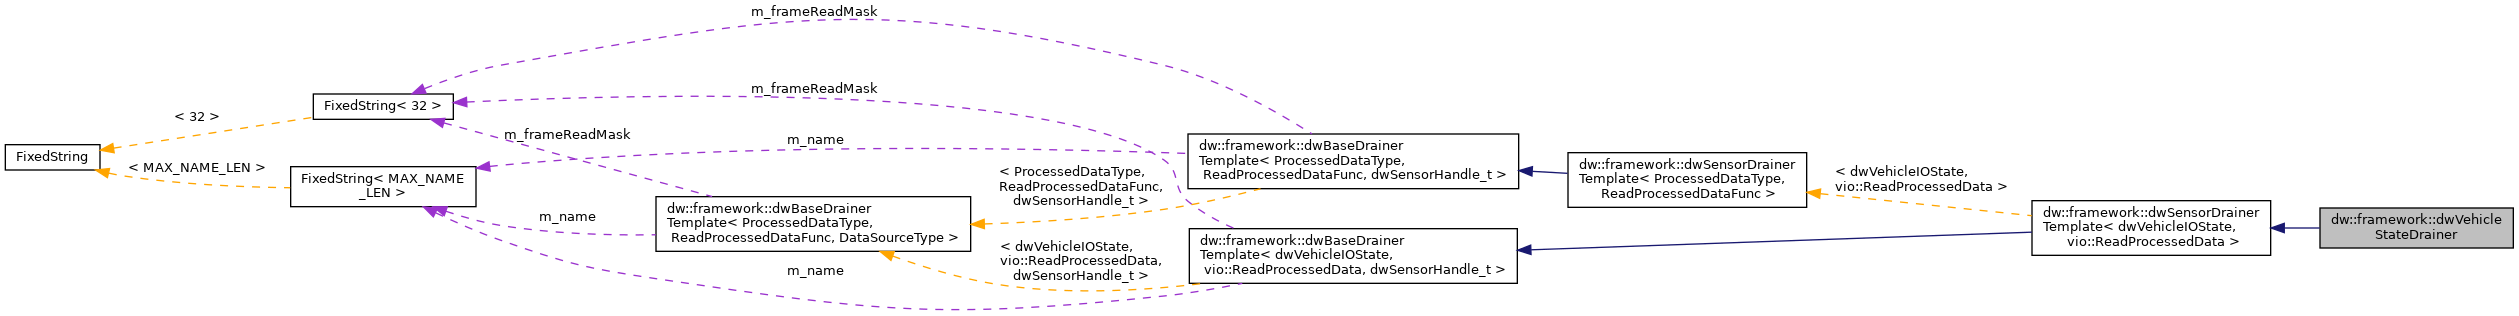 m_frameReadMask
m_frameReadMask
FixedString< 32 >
< 32 >
m_frameReadMask
m_name
dw::framework::dwBaseDrainer
Template< ProcessedDataType,
ReadProcessedDataFunc, dwSensorHandle_t >
FixedString
< MAX_NAME_LEN >
FixedString< MAX_NAME
_LEN >
< ProcessedDataType,
ReadProcessedDataFunc,
dwSensorHandle_t >
dw::framework::dwSensorDrainer
Template< ProcessedDataType,
ReadProcessedDataFunc >
< dwVehicleIOState,
vio::ReadProcessedData >
m_name
dw::framework::dwBaseDrainer
Template< ProcessedDataType,
ReadProcessedDataFunc, DataSourceType >
dw::framework::dwSensorDrainer
Template< dwVehicleIOState,
vio::ReadProcessedData >
dw::framework::dwVehicle
StateDrainer
< dwVehicleIOState,
vio::ReadProcessedData,
dwSensorHandle_t >
dw::framework::dwBaseDrainer
Template< dwVehicleIOState,
vio::ReadProcessedData, dwSensorHandle_t >
m_name